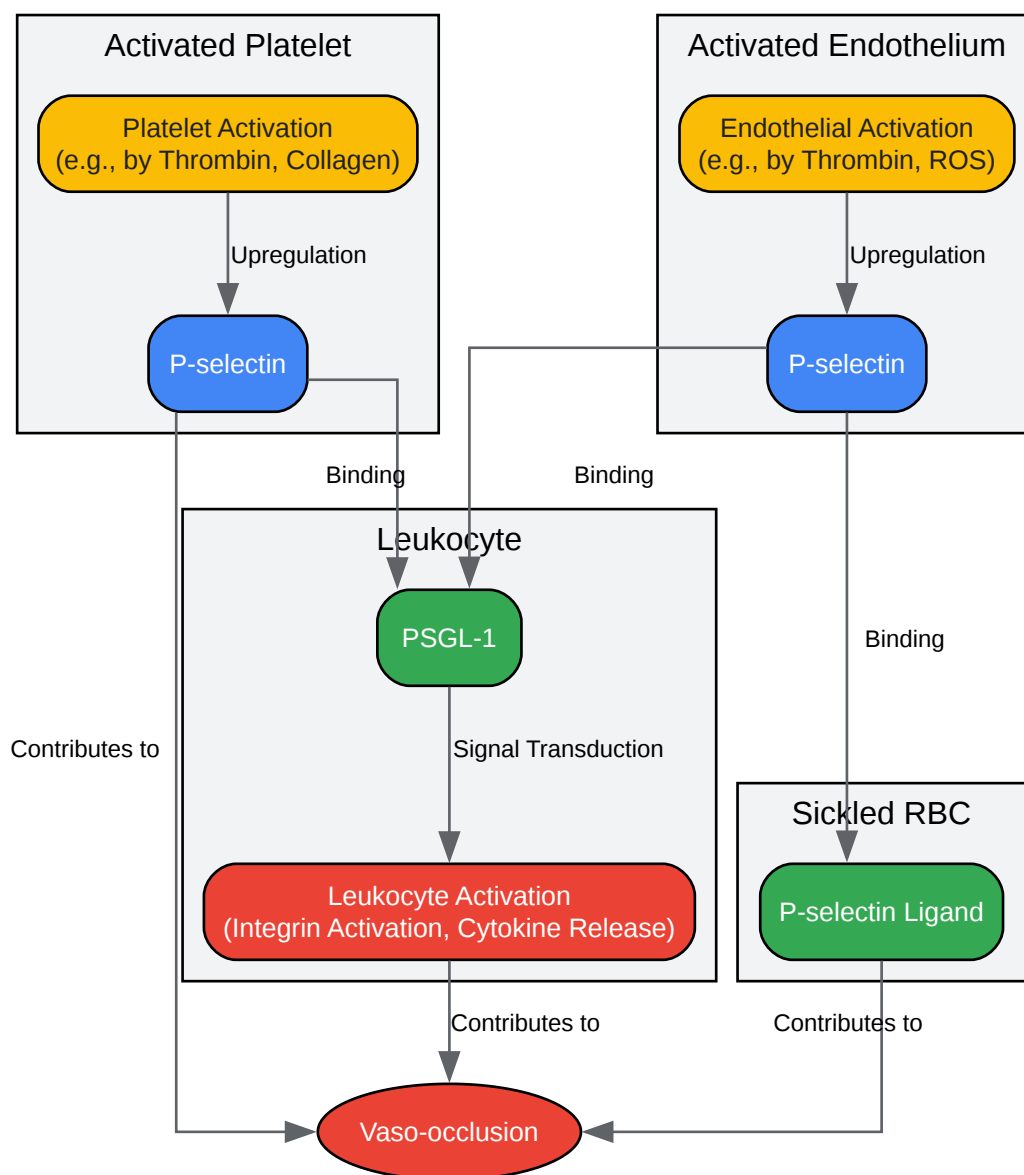 Activated Platelet
Activated Endothelium
Platelet Activation
(e.g., by Thrombin, Collagen)
Endothelial Activation
(e.g., by Thrombin, ROS)
Upregulation
Upregulation
P-selectin
P-selectin
Binding
Binding
Leukocyte
PSGL-1
Binding
Contributes to
Signal Transduction
Sickled RBC
Leukocyte Activation
(Integrin Activation, Cytokine Release)
P-selectin Ligand
Contributes to
Contributes to
Vaso-occlusion